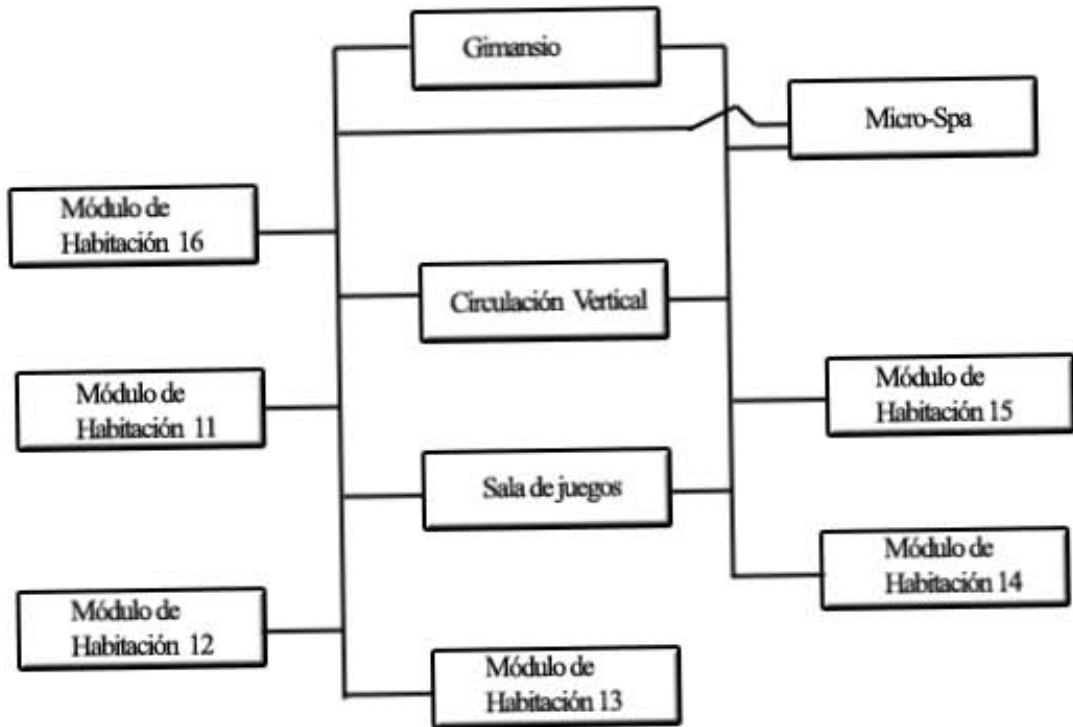 Gimansio
Micro-Spa
Módulo de
Habitación 16
Circulación Vertical
Módulo de
Habitación 11
Módulo de
Habitación 15
Sala de juegos
Módulo de
Habitación 14
Módulo de
Habitación 12
Módulo de
Habitación 13